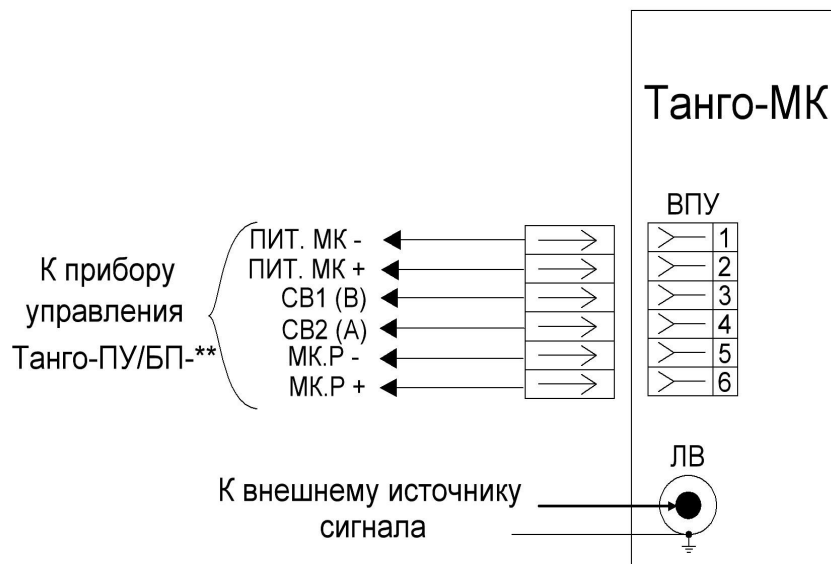 Танго-МК
ВПУ
ПИТ. МК - 1
ПИТ. МК + 2
СВ1 (В) 3
СВ2 (А) 4
МК.Р - 5
МК.Р + 6
К прибору
управления
Танго-ПУ/БП-**
ЛВ
К внешнему источнику
сигнала